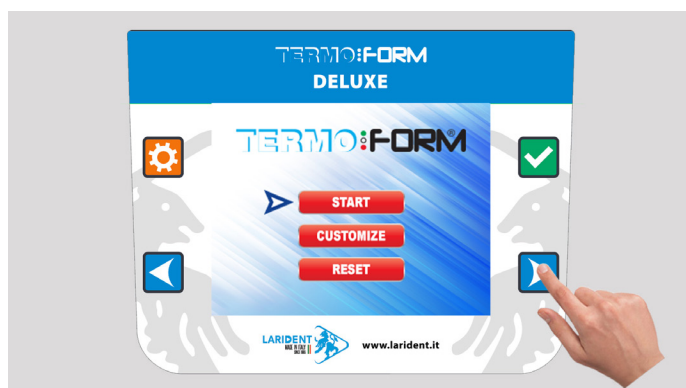 TERMO:FORM
DELUXE
TERMO:FORM®
START
CUSTOMIZE
RESET
LARIDENT
MADE IN ITALY
www.larident.it